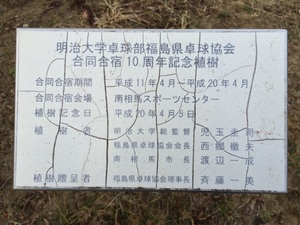 明治大学卓球部福島県卓球協会
合同合宿10周年記念植樹
合同合宿期間 平成11年4月〜平成20年4月
合同合宿会場 南相馬スポーツセンター
植樹記念日 平成20年4月5日
植樹者 明治大学総監督 児玉圭司
福島県卓球協会会長 西堀徹夫
南相馬市長 渡辺一成
植樹贈呈者 福島県卓球協会理事長 斉藤一美